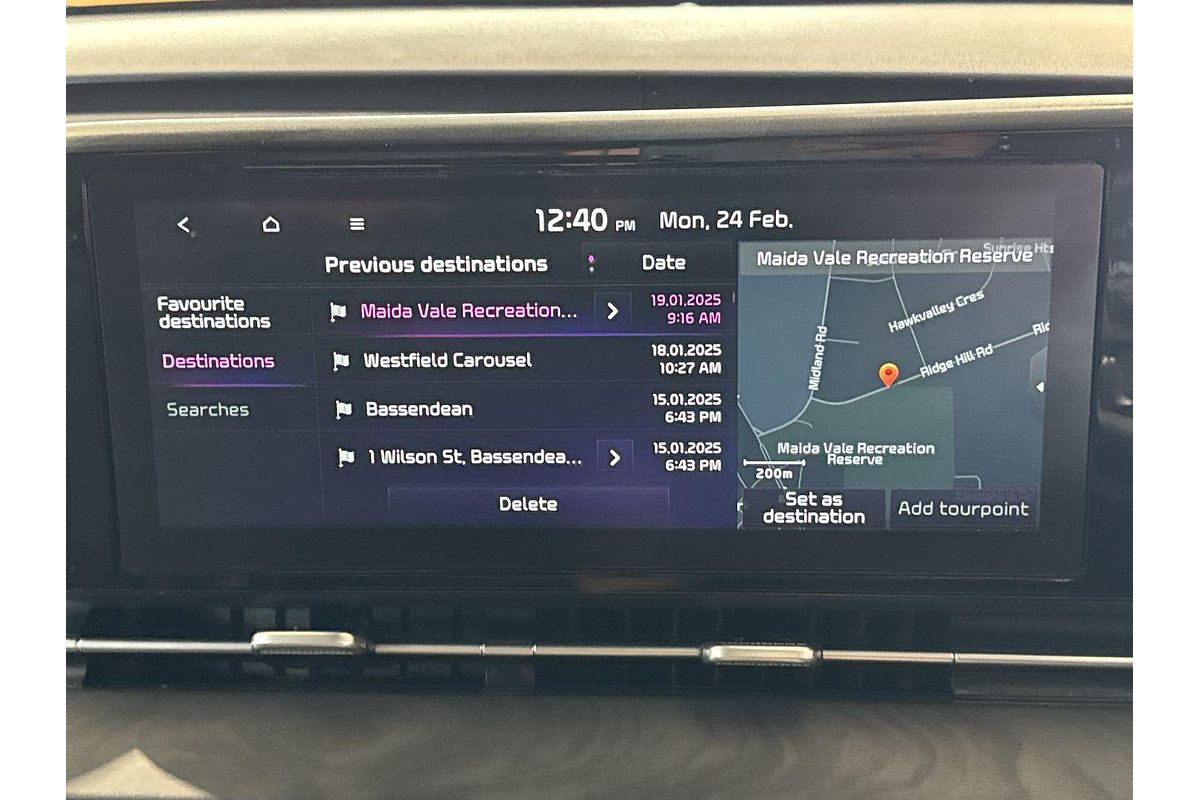 12:40 PM Mon, 24 Feb.
Previous destinations
Date
Favourite
destinations
Destinations
Searches
Maida Vale Recreation...
19.01.2025
9:16 AM
Westfield Carousel
18.01.2025
10:27 AM
Bassendean
15.01.2025
6:43 PM
1 Wilson St, Bassendea...
15.01.2025
6:43 PM
Delete
Maida Vale Recreation Reserve
Sunrise Hts
Hawkvalley Cres
Midland Rd
Ridge Hill Rd
Maida Vale Recreation
Reserve
200m
Set as
destination
Add tourpoint